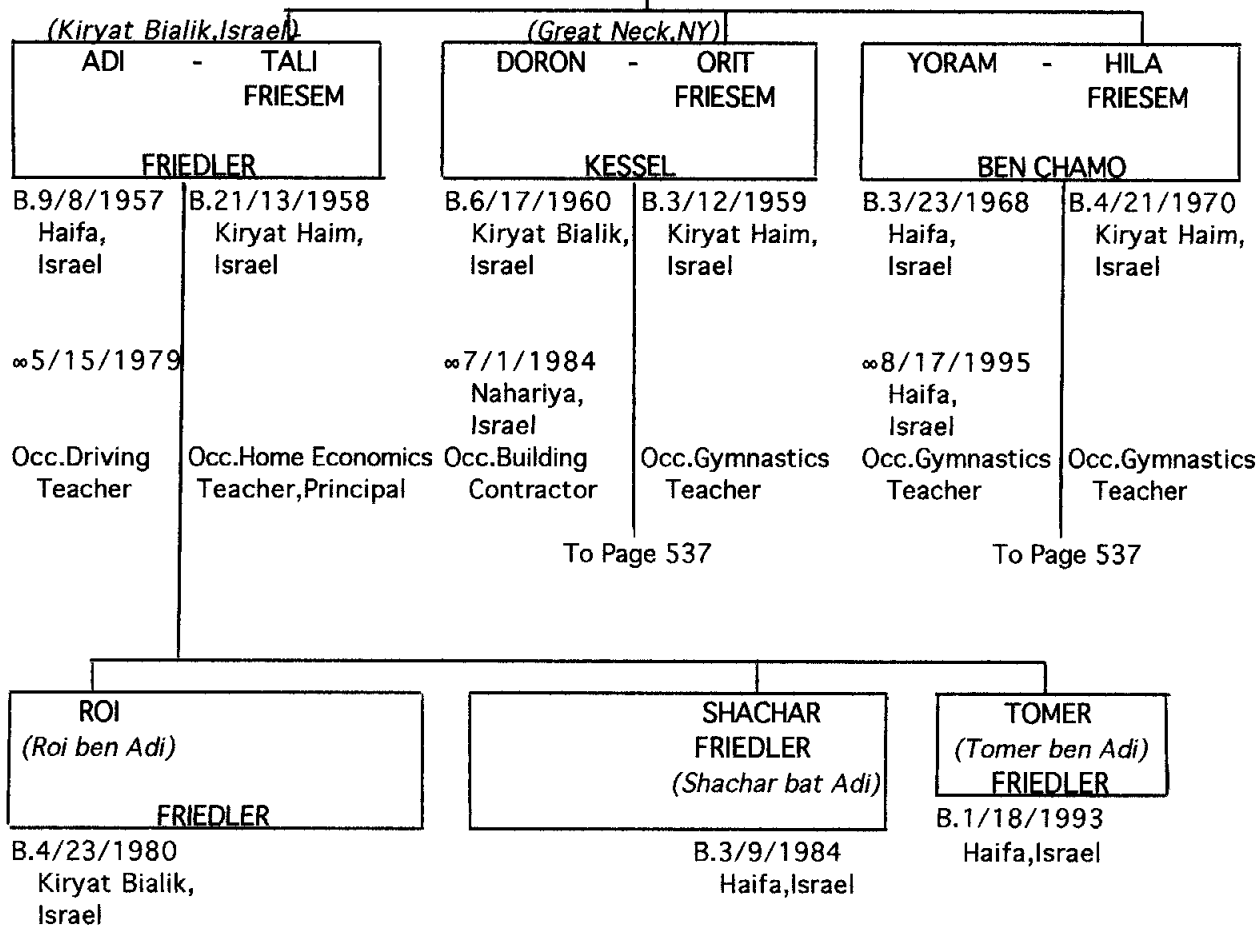 (Kiryat Bialik,Israel) (Great Neck,NY)
ADI - TALI DORON - ORIT YORAM - HILA
FRIESEM FRIESEM FRIESEM
FRIEDLER KESSEL BEN CHAMO
B.9/8/1957 B.21/13/1958 B.6/17/1960 B.3/12/1959 B.3/23/1968 B.4/21/1970
Haifa, Kiryat Haim, Kiryat Bialik, Kiryat Haim, Haifa, Kiryat Haim,
Israel Israel Israel Israel Israel Israel
∞5/15/1979 ∞7/1/1984 ∞8/17/1995
Nahariya, Haifa,
Israel Israel
Occ.Driving Occ.Home Economics Occ.Building Occ.Gymnastics Occ.Gymnastics Occ.Gymnastics
Teacher Teacher,Principal Contractor Teacher Teacher Teacher
To Page 537 To Page 537
ROI SHACHAR TOMER
(Roi ben Adi) FRIEDLER (Tomer ben Adi)
(Shachar bat Adi) FRIEDLER
FRIEDLER
B.1/18/1993
B.4/23/1980 B.3/9/1984 Haifa,Israel
Kiryat Bialik, Haifa,Israel
Israel